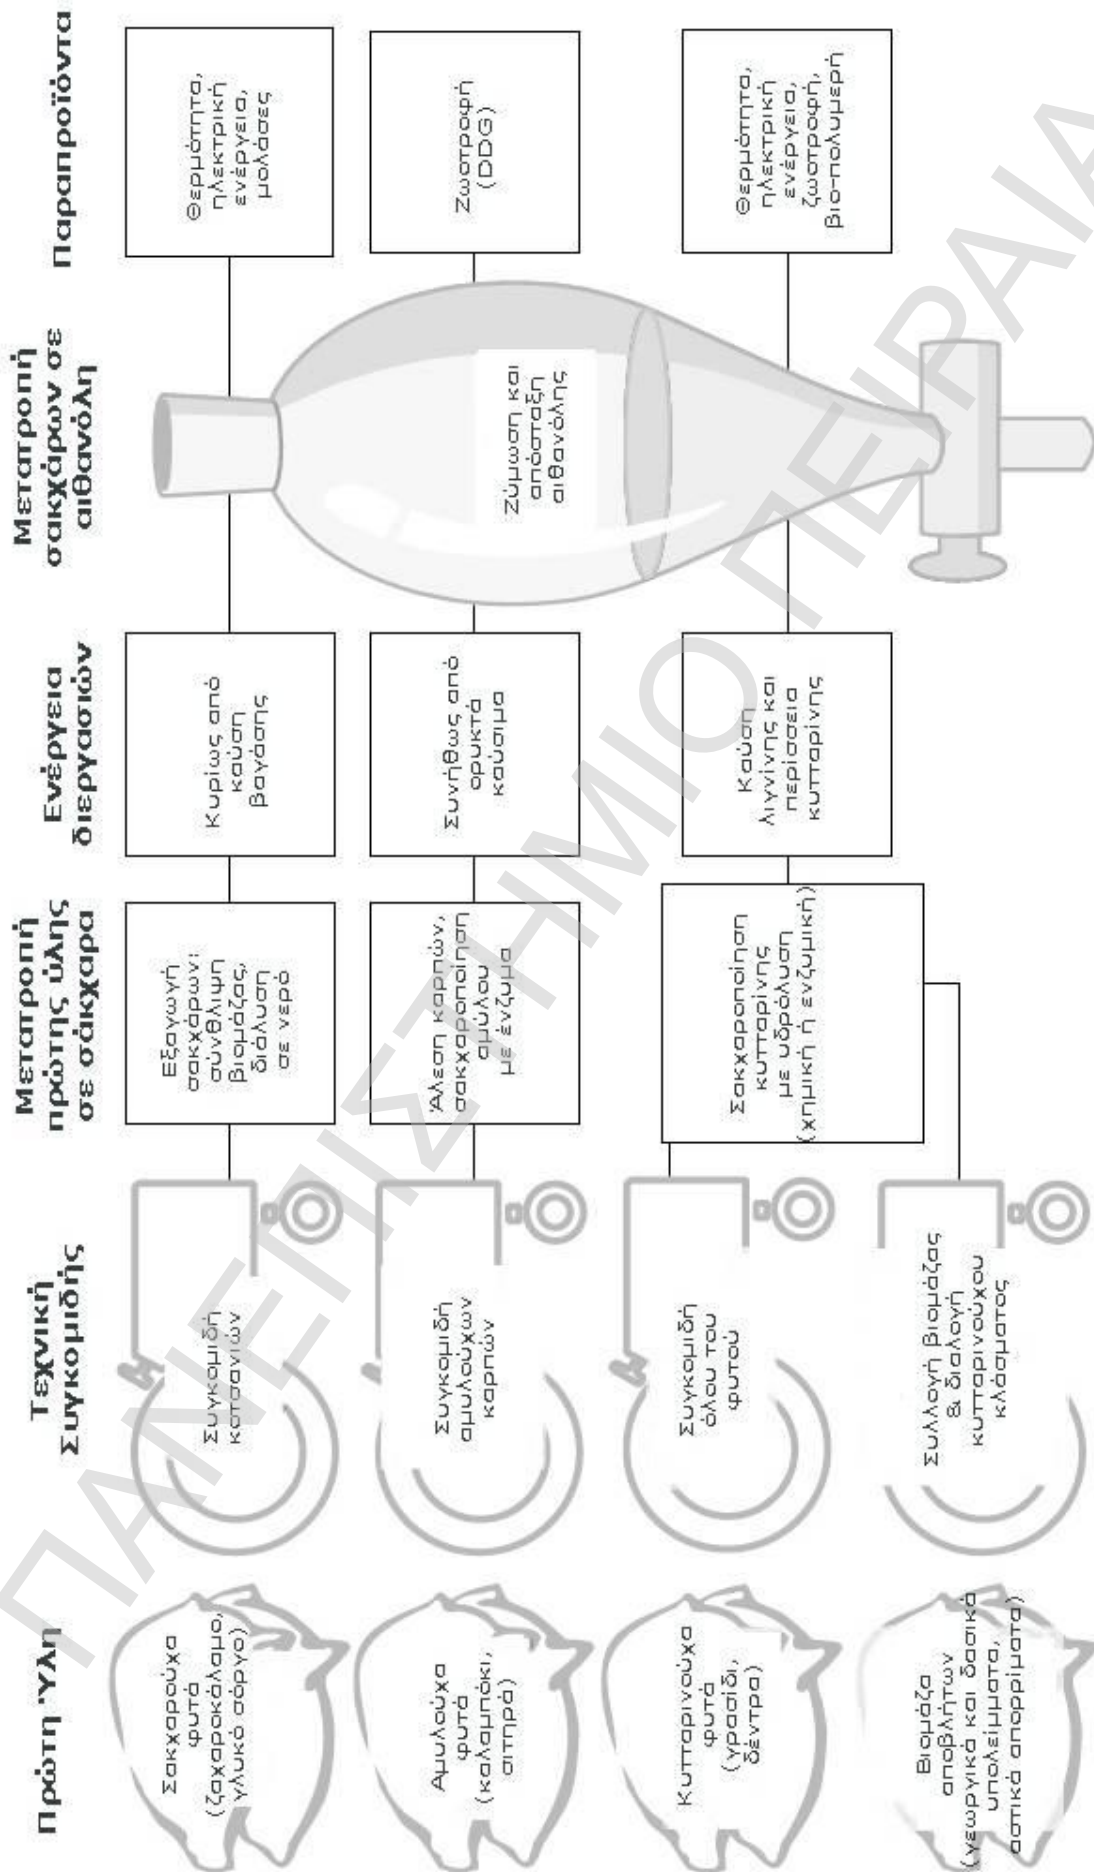 Πρώτη Ύλη
Τεχνική
Συγκομιδής
Μετατροπή
πρώτης ύλης
σε σάκχαρα
Ενέργεια
διεργασιών
Μετατροπή
σακχάρων σε
αιθανόλη
Παραπροϊόντα
Σακχαρούχα
φυτά
(ζαχαροκάλαμο,
γλυκό σόργο)
Συγκομιδή
κοτσανιών
Εξαγωγή
σακχάρων:
σύνθλιψη
βιομάζας,
διάλυση
σε νερό
Κυρίως από
καύση
βαγάσης
Θερμότητα,
ηλεκτρική
ενέργεια,
μολάσες
Αμυλούχα
φυτά
(καλαμπόκι,
σιτηρά)
Συγκομιδή
αμυλούχων
καρπών
Άλεση καρπών,
σακχαροποίηση
αμύλου
με ένζυμα
Συνήθως από
ορυκτά
καύσιμα
Ζύμωση και
απόσταξη
αιθανόλης
Ζωοτροφή
(DDG)
Κυτταρινούχα
φυτά
(γρασίδι,
δέντρα)
Συγκομιδή
όλου του
φυτού
Σακχαροποίηση
κυτταρίνης
με υδρόλυση
(χημική ή ενζυμική)
Καύση
λιγνίνης και
περίσσεια
κυτταρίνης
Θερμότητα,
ηλεκτρική
ενέργεια,
ζωοτροφή,
βιο-πολυμερή
Βιομάζα
αποβλήτων
(γεωργικά και δασικά
υπολείμματα,
αστικά απορρίματα)
Συλλογή βιομάζας
& διαλογή
κυτταρινούχου
κλάσματος
ΠΑΝΕΠΙΣΤΗΜΙΟ ΠΕΙΡΑΙΑ